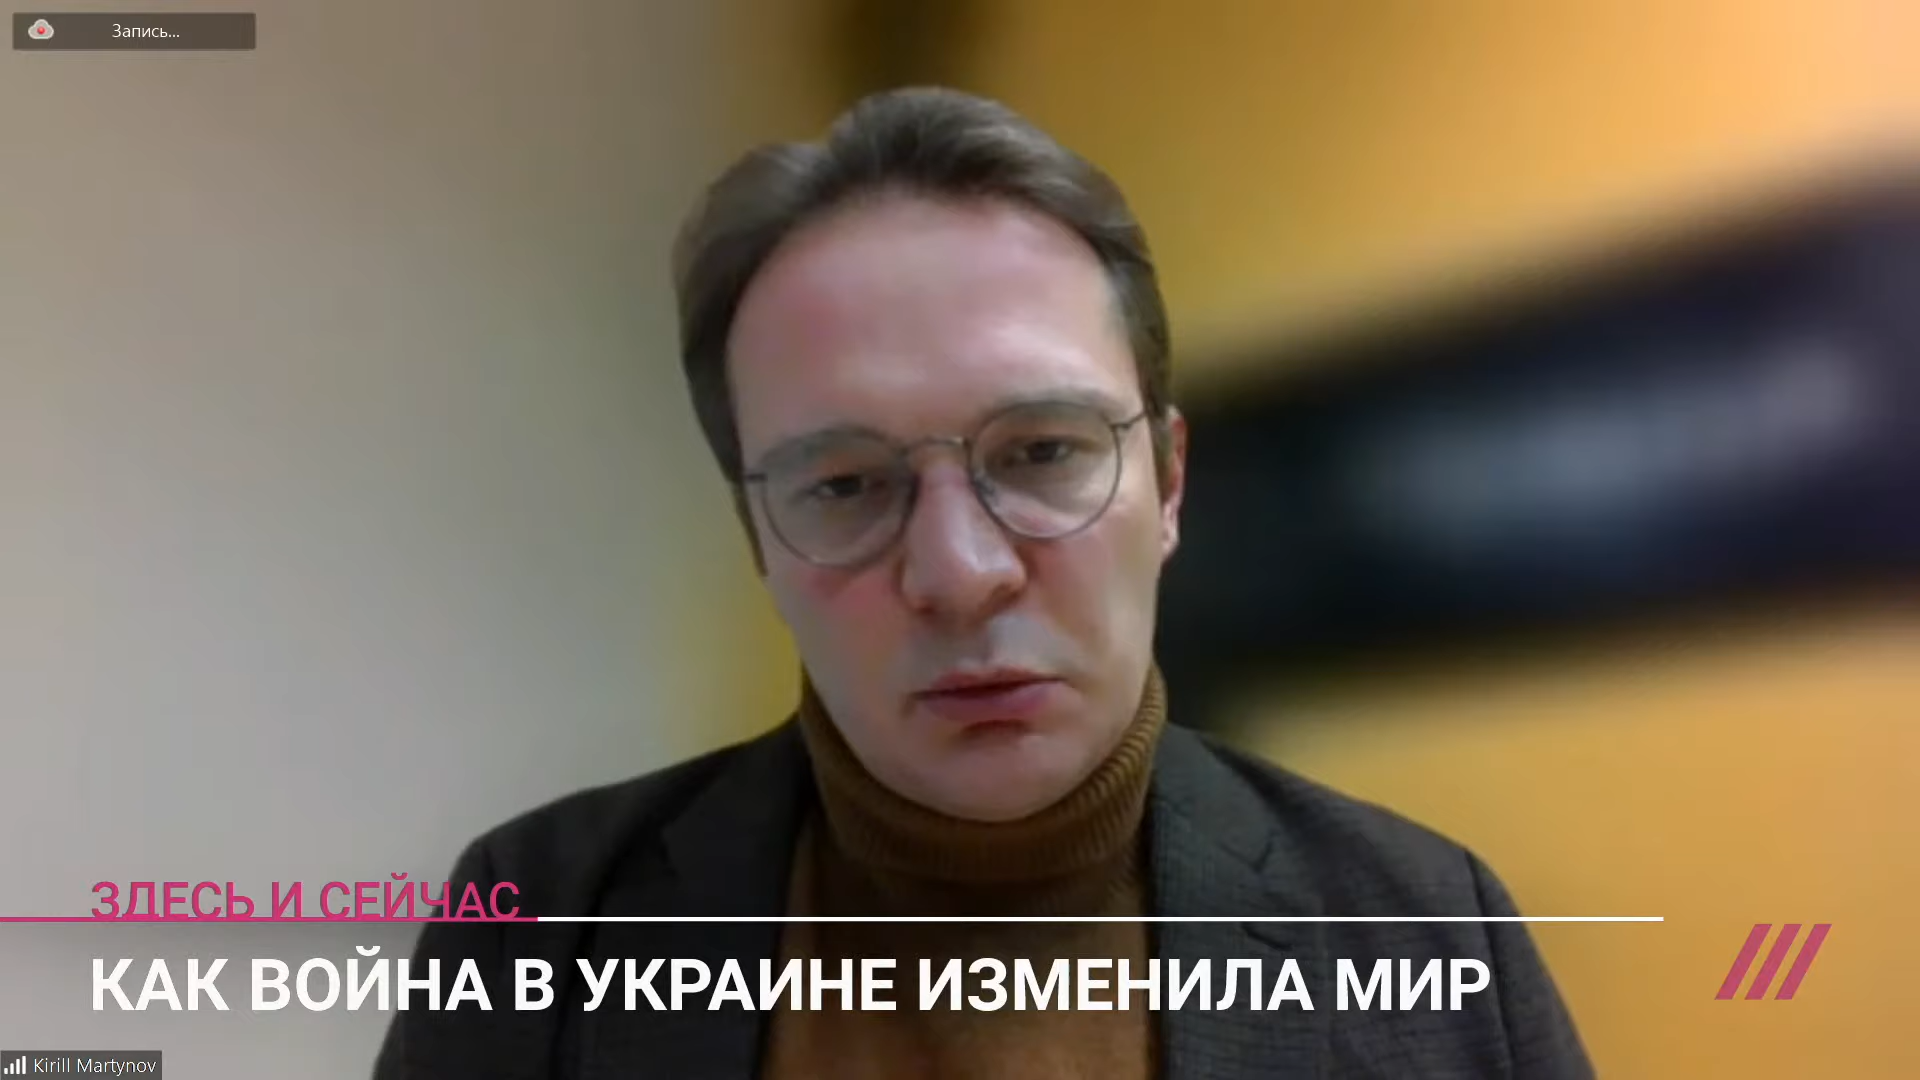 Запись...
ЗДЕСЬ И СЕЙЧАС
КАК ВОЙНА В УКРАИНЕ ИЗМЕНИЛА МИР
Kirill Martynov